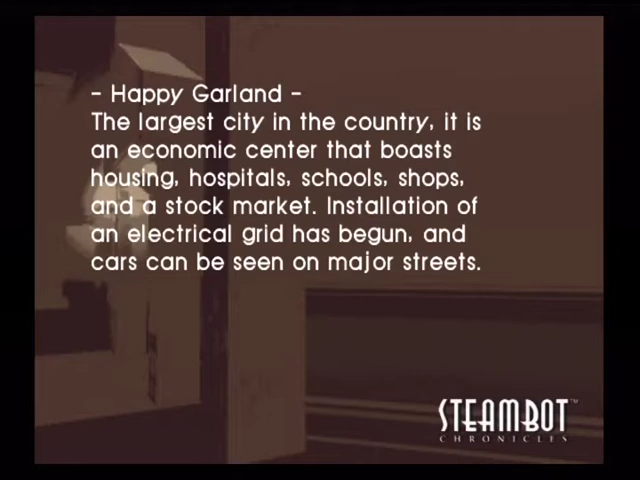 - Happy Garland -
The largest city in the country, it is
an economic center that boasts
housing, hospitals, schools, shops,
and a stock market. Installation of
an electrical grid has begun, and
cars can be seen on major streets.
STEAMBOT™
CHRONICLES